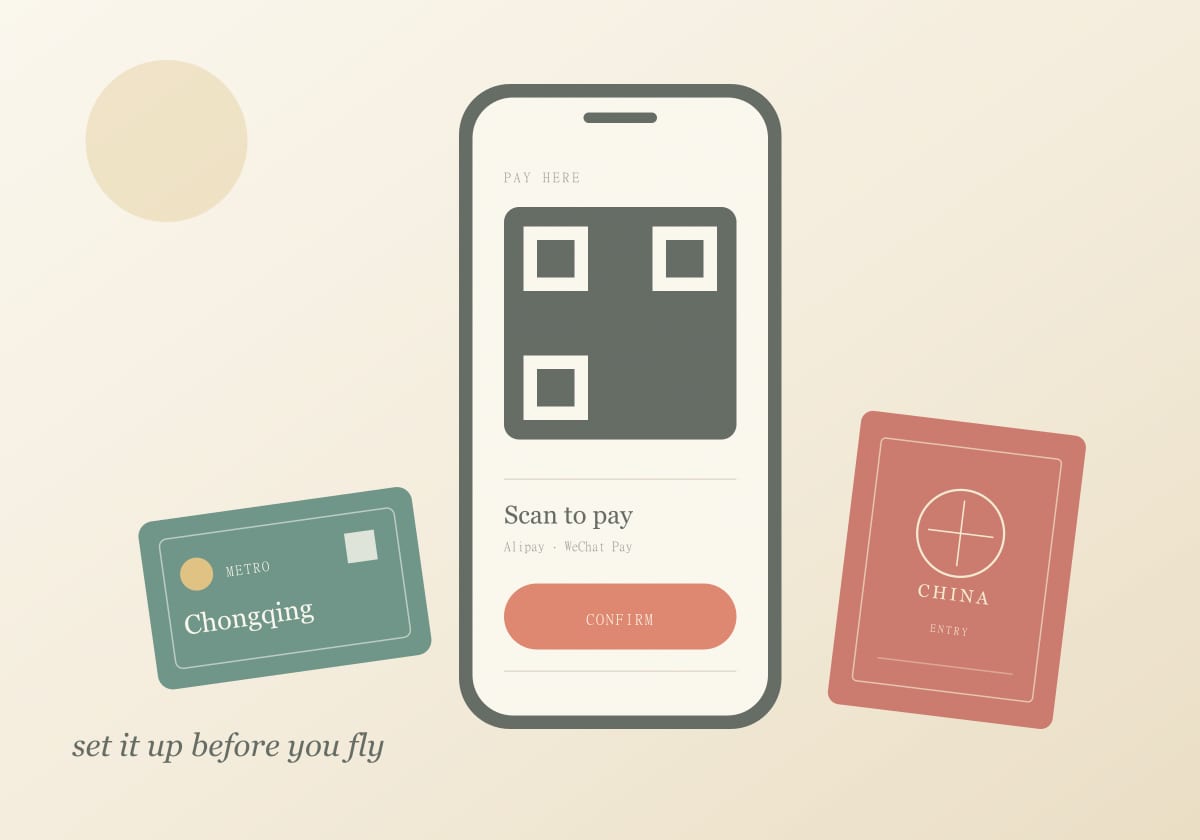 PAY HERE
Scan to pay
Alipay · WeChat Pay
CONFIRM
METRO
Chongqing
CHINA
ENTRY
set it up before you fly